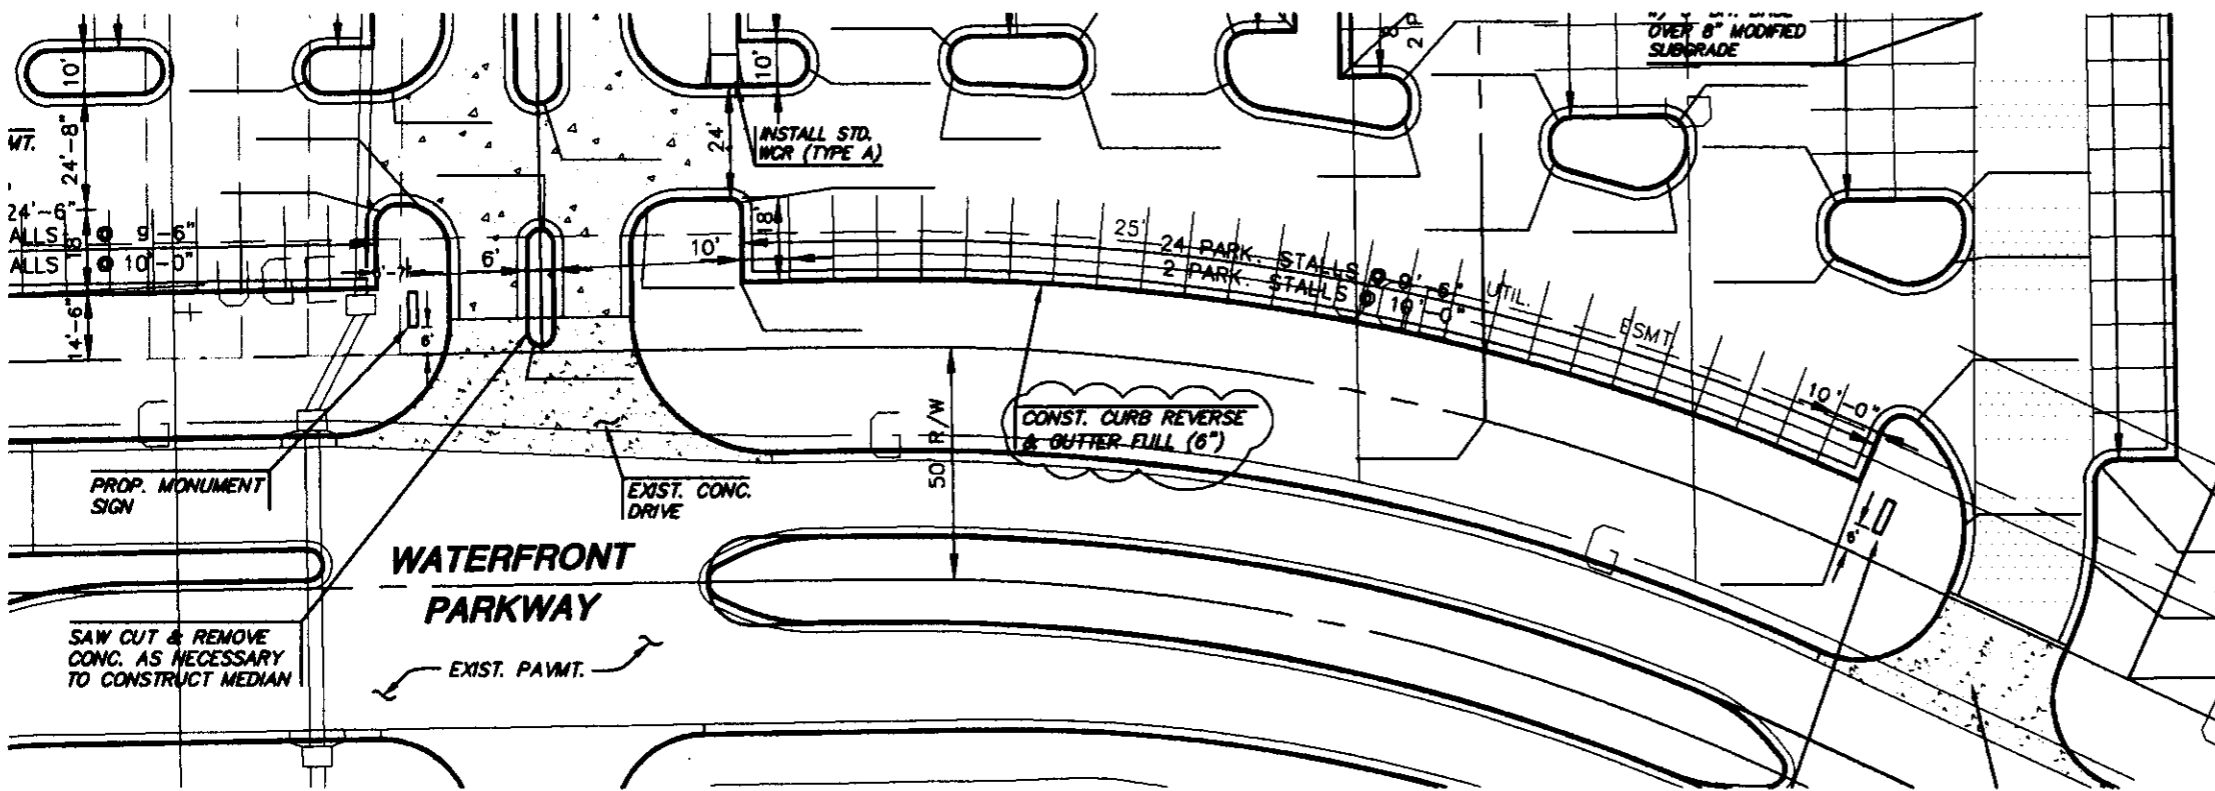 OVER 8" MODIFIED
SUBGRADE
10'
10'
24'-8"
MT.
24'
INSTALL STD.
WCR (TYPE A)
24'-6"
ALLS @ 9'-6"
ALLS @ 10'-0"
18'
14'-6"
6'
6'
10'
18'
25'
UTIL.
ESMT.
24 PARK. STALLS @ 9'-6"
2 PARK. STALLS @ 10'-0"
10'-0"
CONST. CURB REVERSE
& GUTTER FULL (6")
50' R/W
G
G
G
PROP. MONUMENT
SIGN
EXIST. CONC.
DRIVE
6'
WATERFRONT
PARKWAY
SAW CUT & REMOVE
CONC. AS NECESSARY
TO CONSTRUCT MEDIAN
EXIST. PAVMT.